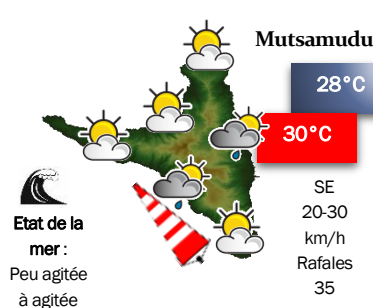 Mutsamudu
28°C
30°C
SE
20-30
km/h
Rafales
35
Etat de la
mer :
Peu agitée
à agitée